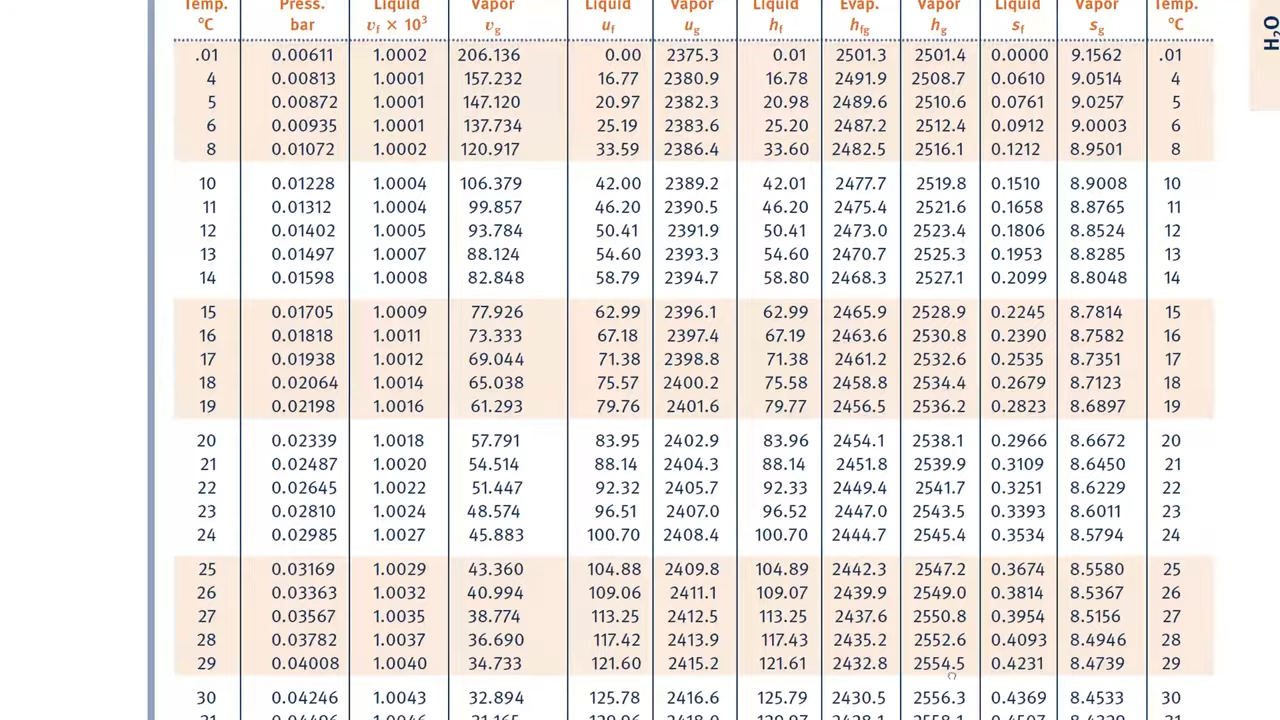 Temp. Press. Liquid Vapor Liquid Vapor Liquid Evap. Vapor Liquid Vapor Temp.
°C bar v_f × 10³ v_g u_f u_g h_f h_fg h_g s_f s_g °C
H₂O
.01 0.00611 1.0002 206.136 0.00 2375.3 0.01 2501.3 2501.4 0.0000 9.1562 .01
4 0.00813 1.0001 157.232 16.77 2380.9 16.78 2491.9 2508.7 0.0610 9.0514 4
5 0.00872 1.0001 147.120 20.97 2382.3 20.98 2489.6 2510.6 0.0761 9.0257 5
6 0.00935 1.0001 137.734 25.19 2383.6 25.20 2487.2 2512.4 0.0912 9.0003 6
8 0.01072 1.0002 120.917 33.59 2386.4 33.60 2482.5 2516.1 0.1212 8.9501 8
10 0.01228 1.0004 106.379 42.00 2389.2 42.01 2477.7 2519.8 0.1510 8.9008 10
11 0.01312 1.0004 99.857 46.20 2390.5 46.20 2475.4 2521.6 0.1658 8.8765 11
12 0.01402 1.0005 93.784 50.41 2391.9 50.41 2473.0 2523.4 0.1806 8.8524 12
13 0.01497 1.0007 88.124 54.60 2393.3 54.60 2470.7 2525.3 0.1953 8.8285 13
14 0.01598 1.0008 82.848 58.79 2394.7 58.80 2468.3 2527.1 0.2099 8.8048 14
15 0.01705 1.0009 77.926 62.99 2396.1 62.99 2465.9 2528.9 0.2245 8.7814 15
16 0.01818 1.0011 73.333 67.18 2397.4 67.19 2463.6 2530.8 0.2390 8.7582 16
17 0.01938 1.0012 69.044 71.38 2398.8 71.38 2461.2 2532.6 0.2535 8.7351 17
18 0.02064 1.0014 65.038 75.57 2400.2 75.58 2458.8 2534.4 0.2679 8.7123 18
19 0.02198 1.0016 61.293 79.76 2401.6 79.77 2456.5 2536.2 0.2823 8.6897 19
20 0.02339 1.0018 57.791 83.95 2402.9 83.96 2454.1 2538.1 0.2966 8.6672 20
21 0.02487 1.0020 54.514 88.14 2404.3 88.14 2451.8 2539.9 0.3109 8.6450 21
22 0.02645 1.0022 51.447 92.32 2405.7 92.33 2449.4 2541.7 0.3251 8.6229 22
23 0.02810 1.0024 48.574 96.51 2407.0 96.52 2447.0 2543.5 0.3393 8.6011 23
24 0.02985 1.0027 45.883 100.70 2408.4 100.70 2444.7 2545.4 0.3534 8.5794 24
25 0.03169 1.0029 43.360 104.88 2409.8 104.89 2442.3 2547.2 0.3674 8.5580 25
26 0.03363 1.0032 40.994 109.06 2411.1 109.07 2439.9 2549.0 0.3814 8.5367 26
27 0.03567 1.0035 38.774 113.25 2412.5 113.25 2437.6 2550.8 0.3954 8.5156 27
28 0.03782 1.0037 36.690 117.42 2413.9 117.43 2435.2 2552.6 0.4093 8.4946 28
29 0.04008 1.0040 34.733 121.60 2415.2 121.61 2432.8 2554.5 0.4231 8.4739 29
30 0.04246 1.0043 32.894 125.78 2416.6 125.79 2430.5 2556.3 0.4369 8.4533 30